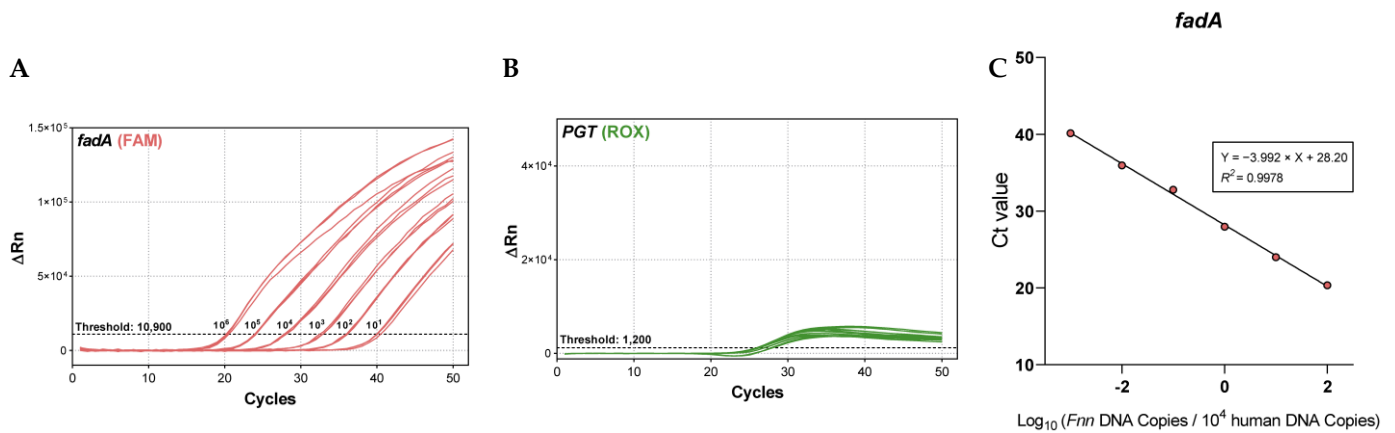 A
fadA (FAM)
1.5×10⁵
1×10⁵
5×10⁴
0
ΔRn
Threshold: 10,900
10⁶
10⁵
10⁴
10³
10²
10¹
0
10
20
30
40
50
Cycles
B
PGT (ROX)
4×10⁴
2×10⁴
0
ΔRn
Threshold: 1,200
0
10
20
30
40
50
Cycles
C
fadA
50
40
30
20
10
Ct value
Y = −3.992 × X + 28.20
R² = 0.9978
-2
0
2
Log₁₀ (Fnn DNA Copies / 10⁴ human DNA Copies)